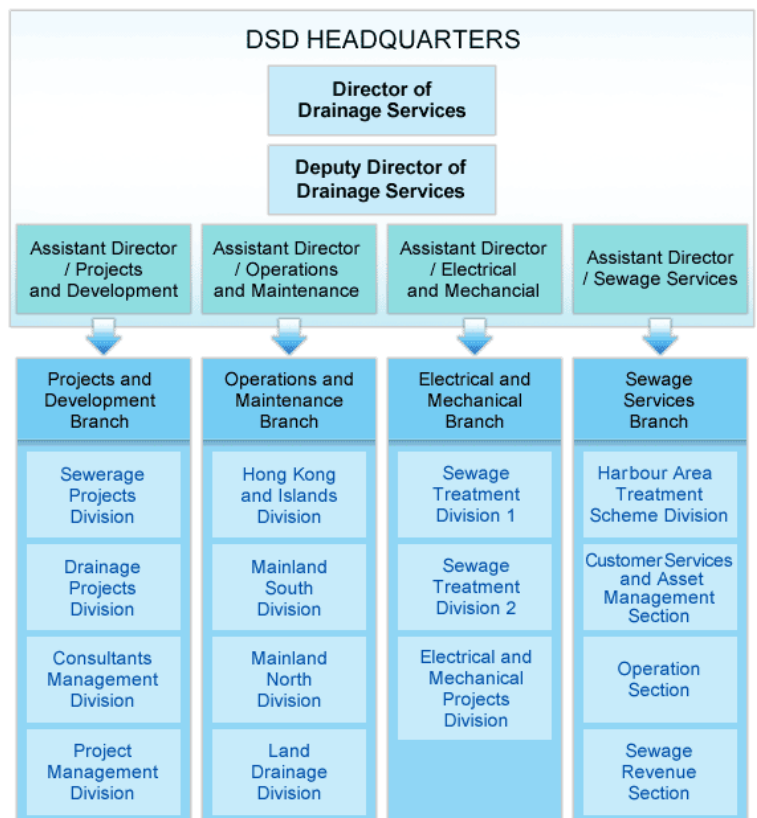 DSD HEADQUARTERS
Director of
Drainage Services
Deputy Director of
Drainage Services
Assistant Director
/ Projects
and Development
Assistant Director
/ Operations
and Maintenance
Assistant Director
/ Electrical
and Mechancial
Assistant Director
/ Sewage Services
Projects and
Development
Branch
Sewerage
Projects
Division
Drainage
Projects
Division
Consultants
Management
Division
Project
Management
Division
Operations and
Maintenance
Branch
Hong Kong
and Islands
Division
Mainland
South
Division
Mainland
North
Division
Land
Drainage
Division
Electrical and
Mechanical
Branch
Sewage
Treatment
Division 1
Sewage
Treatment
Division 2
Electrical and
Mechanical
Projects
Division
Sewage
Services
Branch
Harbour Area
Treatment
Scheme Division
Customer Services
and Asset
Management
Section
Operation
Section
Sewage
Revenue
Section